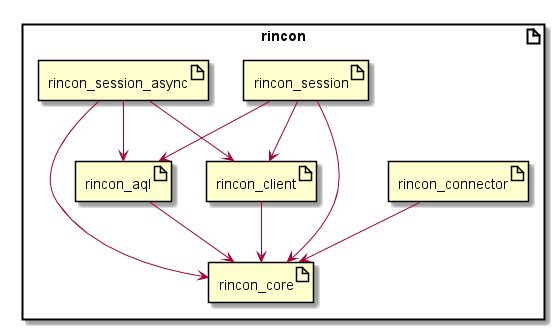 rincon
rincon_session_async
rincon_session
rincon_aql
rincon_client
rincon_connector
rincon_core